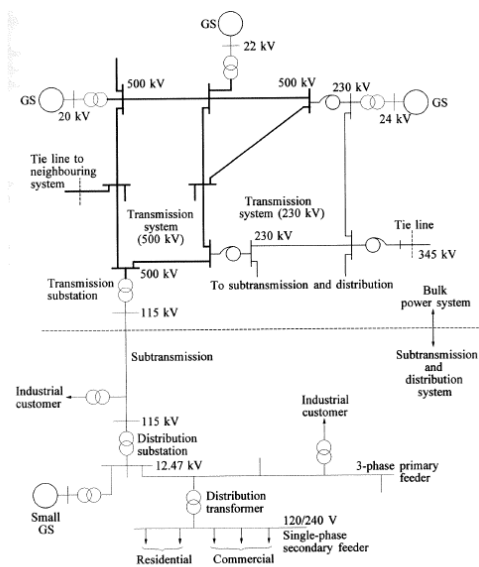 GS
22 kV
500 kV
500 kV
230 kV
GS
20 kV
24 kV
GS
Tie line to
neighbouring
system
Transmission
system
(500 kV)
Transmission
system (230 kV)
Tie line
230 kV
345 kV
500 kV
To subtransmission and distribution
Transmission
substation
Bulk
power system
115 kV
Subtransmission
Subtransmission
and
distribution
system
Industrial
customer
Industrial
customer
115 kV
Distribution
substation
12.47 kV
3-phase primary
feeder
Small
GS
Distribution
transformer
120/240 V
Single-phase
secondary feeder
Residential
Commercial